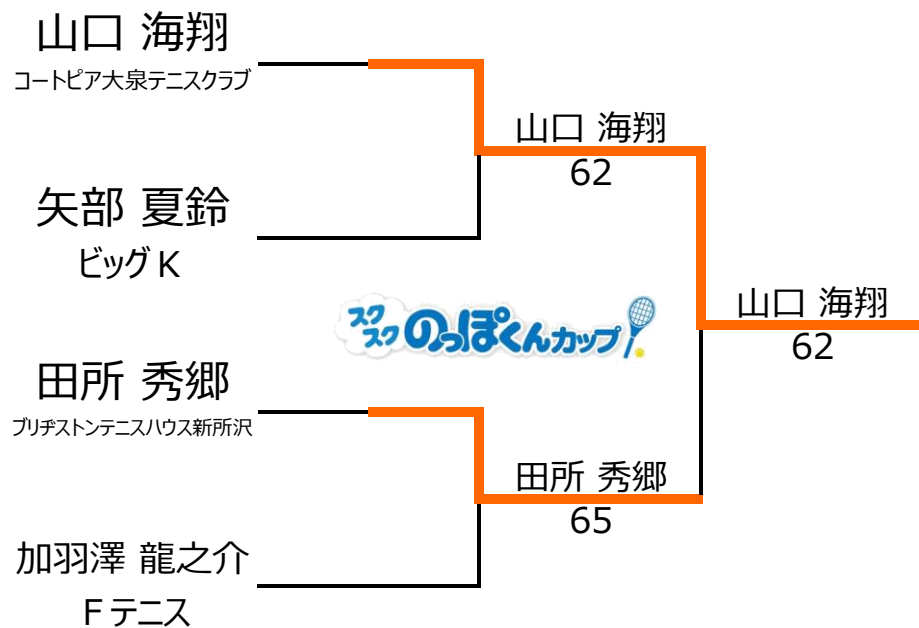 山口 海翔
コートピア大泉テニスクラブ
山口 海翔
62
矢部 夏鈴
ビッグK
スクスク のっぽくんカップ
山口 海翔
62
田所 秀郷
ブリヂストンテニスハウス新所沢
田所 秀郷
65
加羽澤 龍之介
Fテニス